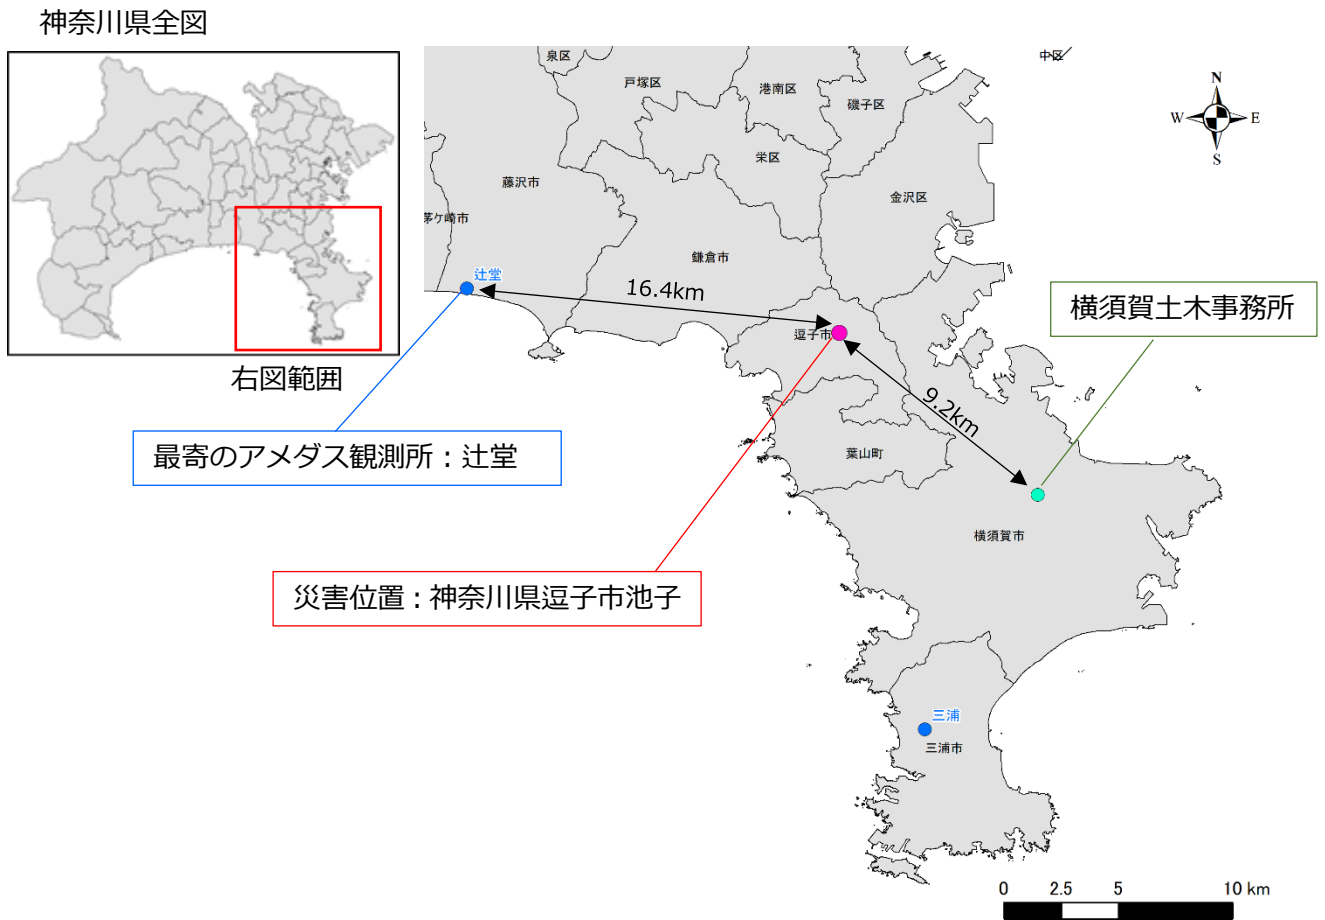 神奈川県全図
右図範囲
泉区
戸塚区
港南区
磯子区
中区
栄区
金沢区
藤沢市
茅ケ崎市
鎌倉市
辻堂
16.4km
逗子市
9.2km
葉山町
横須賀市
三浦
三浦市
横須賀土木事務所
最寄のアメダス観測所：辻堂
災害位置：神奈川県逗子市池子
N
W
E
S
0 2.5 5 10 km